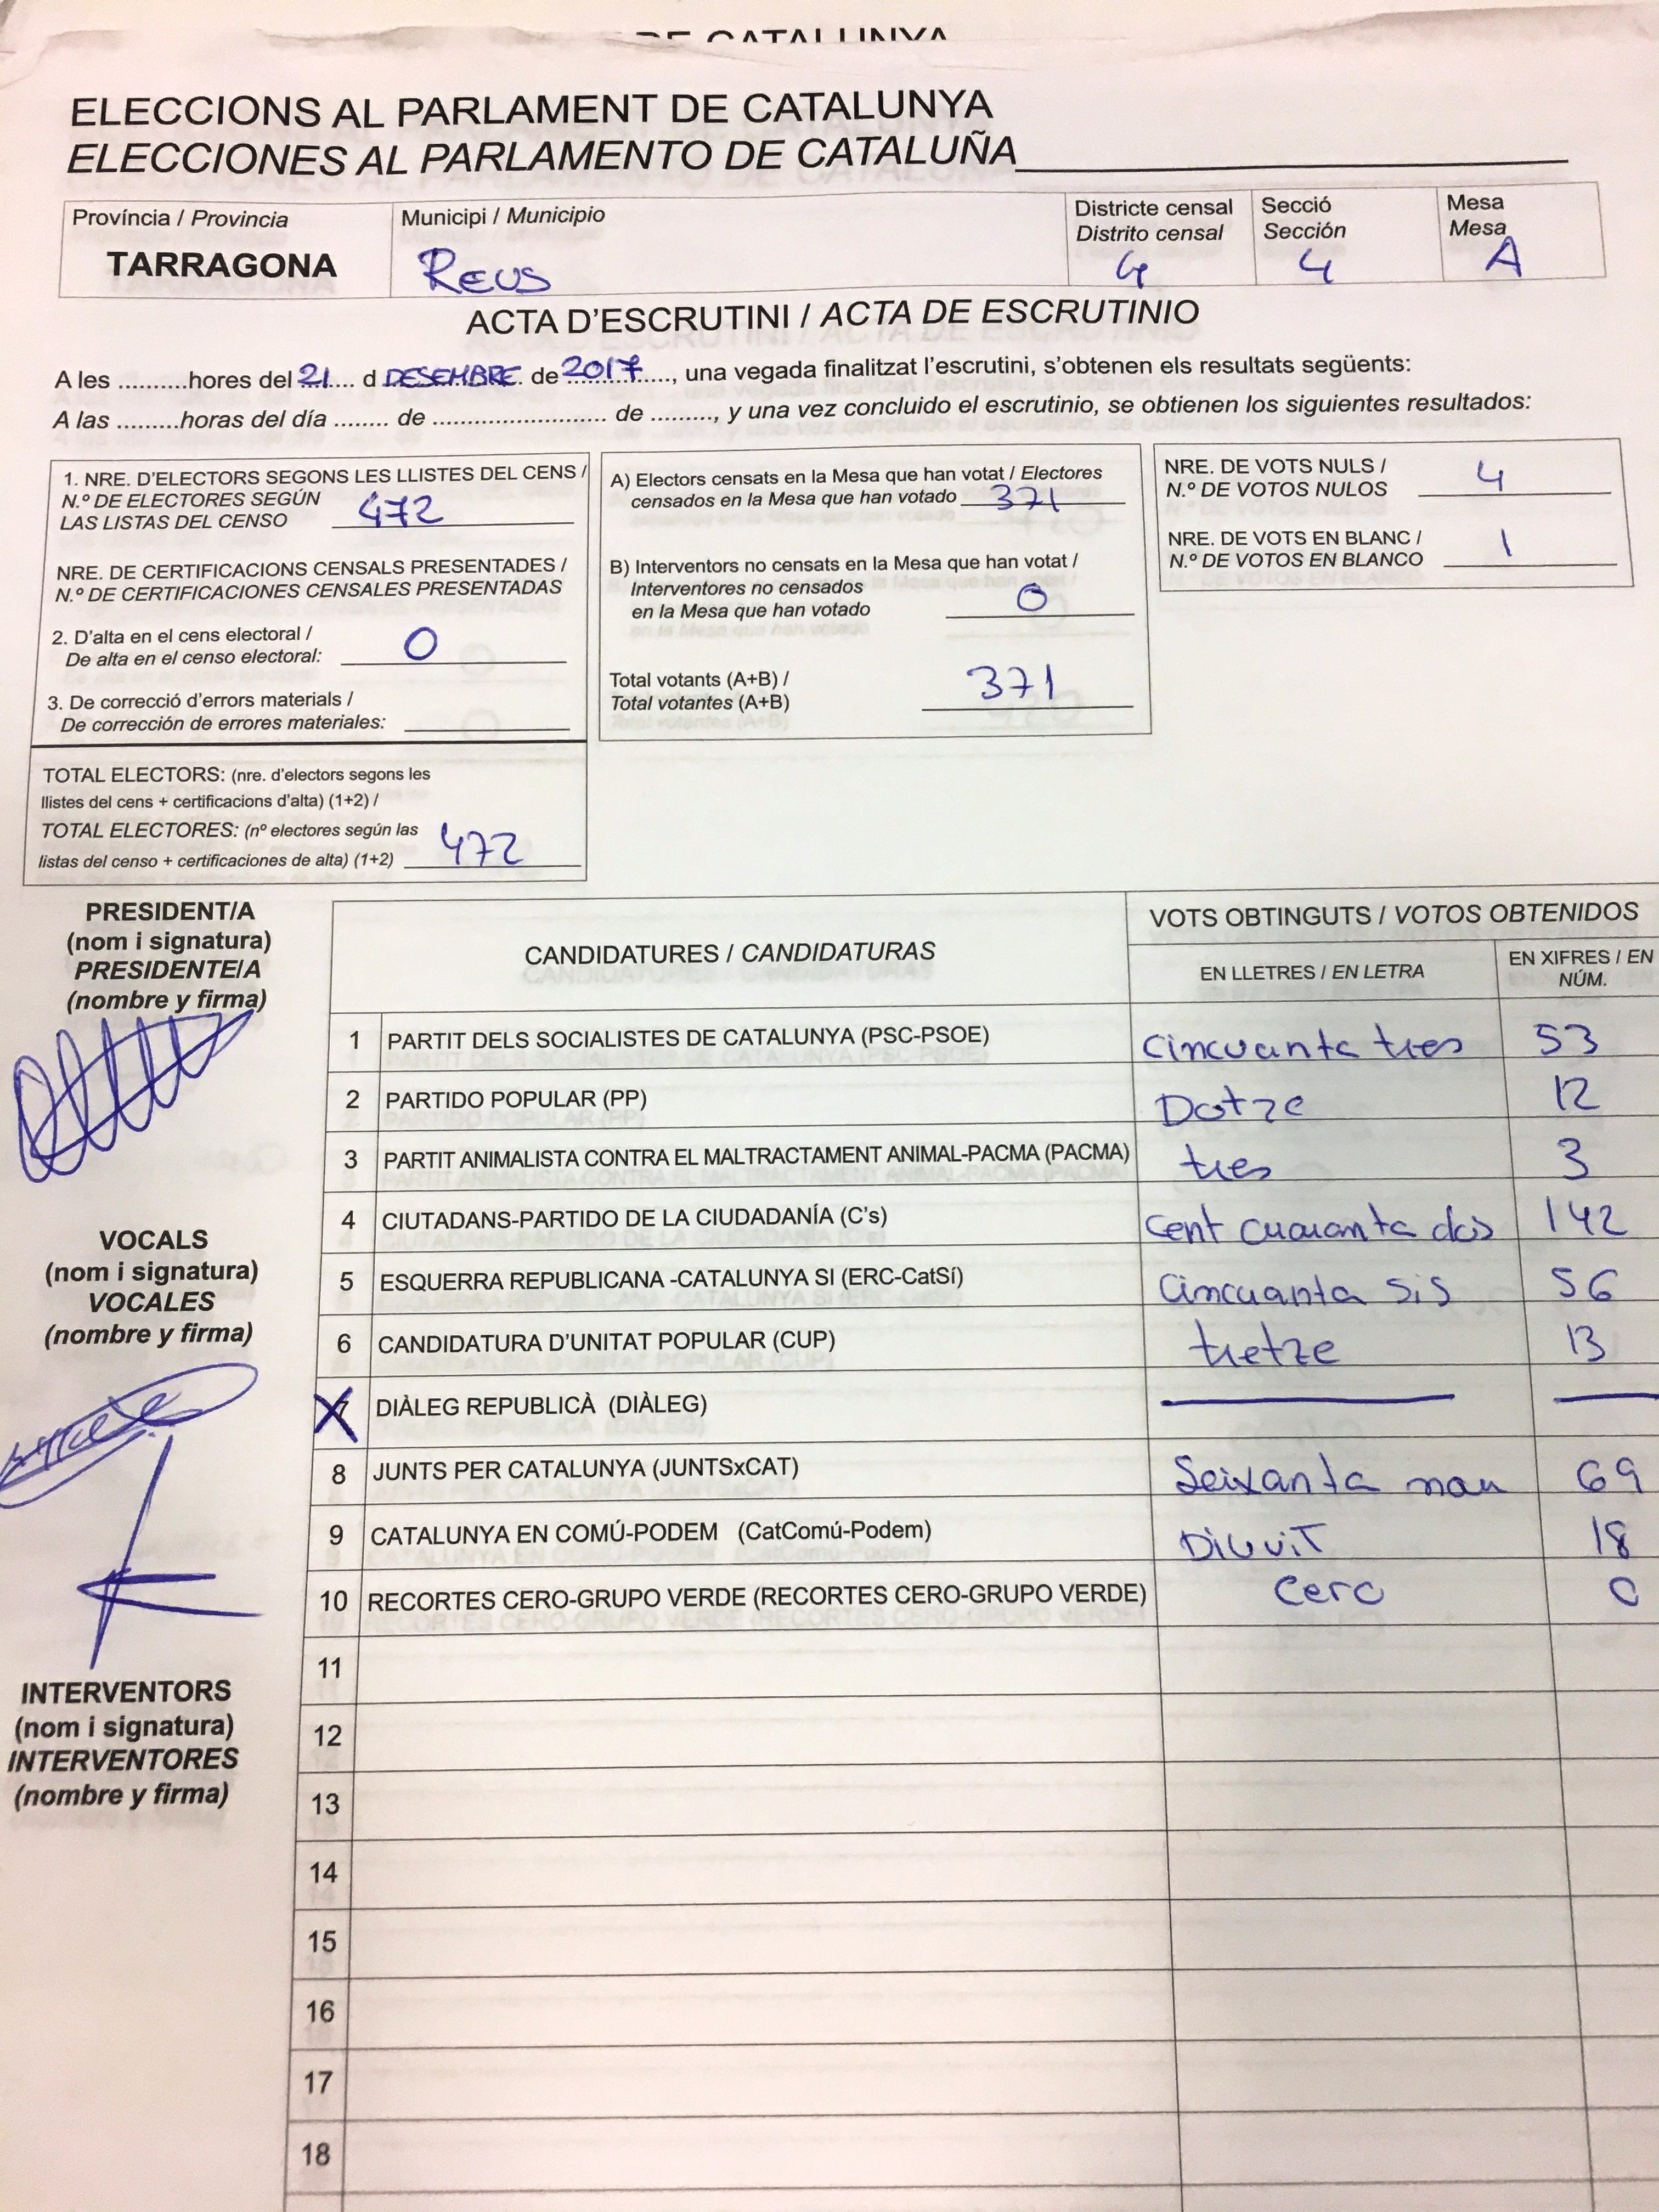 ELECCIONS AL PARLAMENT DE CATALUNYA
ELECCIONES AL PARLAMENTO DE CATALUÑA
Província / Provincia
TARRAGONA
Municipi / Municipio
REUS
Districte censal
Distrito censal
4
Secció
Sección
4
Mesa
Mesa
A
ACTA D'ESCRUTINI / ACTA DE ESCRUTINIO
A les ..........hores del 21.... d DESEMBRE. de 2017...., una vegada finalitzat l'escrutini, s'obtenen els resultats següents:
A las .........horas del día ........ de ......................... de ........., y una vez concluido el escrutinio, se obtienen los siguientes resultados:
1. NRE. D'ELECTORS SEGONS LES LLISTES DEL CENS /
N.º DE ELECTORES SEGÚN
LAS LISTAS DEL CENSO 472
NRE. DE CERTIFICACIONS CENSALS PRESENTADES /
N.º DE CERTIFICACIONES CENSALES PRESENTADAS
2. D'alta en el cens electoral /
De alta en el censo electoral: 0
3. De correcció d'errors materials /
De corrección de errores materiales:
TOTAL ELECTORS: (nre. d'electors segons les
llistes del cens + certificacions d'alta) (1+2) /
TOTAL ELECTORES: (nº electores según las
listas del censo + certificaciones de alta) (1+2) 472
A) Electors censats en la Mesa que han votat / Electores
censados en la Mesa que han votado 371
B) Interventors no censats en la Mesa que han votat /
Interventores no censados
en la Mesa que han votado 0
Total votants (A+B) /
Total votantes (A+B) 371
NRE. DE VOTS NULS /
N.º DE VOTOS NULOS 4
NRE. DE VOTS EN BLANC /
N.º DE VOTOS EN BLANCO 1
PRESIDENT/A
(nom i signatura)
PRESIDENTE/A
(nombre y firma)
VOCALS
(nom i signatura)
VOCALES
(nombre y firma)
INTERVENTORS
(nom i signatura)
INTERVENTORES
(nombre y firma)
CANDIDATURES / CANDIDATURAS
VOTS OBTINGUTS / VOTOS OBTENIDOS
EN LLETRES / EN LETRA
EN XIFRES / EN
NÚM.
1 PARTIT DELS SOCIALISTES DE CATALUNYA (PSC-PSOE) Cincuanta tres 53
2 PARTIDO POPULAR (PP) Dotze 12
3 PARTIT ANIMALISTA CONTRA EL MALTRACTAMENT ANIMAL-PACMA (PACMA) tres 3
4 CIUTADANS-PARTIDO DE LA CIUDADANÍA (C's) Cent cuaranta dos 142
5 ESQUERRA REPUBLICANA -CATALUNYA SI (ERC-CatSí) Cincuanta sis 56
6 CANDIDATURA D'UNITAT POPULAR (CUP) tretze 13
7 DIÀLEG REPUBLICÀ (DIÀLEG)
8 JUNTS PER CATALUNYA (JUNTSxCAT) Seixanta nou 69
9 CATALUNYA EN COMÚ-PODEM (CatComú-Podem) 18
10 RECORTES CERO-GRUPO VERDE (RECORTES CERO-GRUPO VERDE) Cero 0
11
12
13
14
15
16
17
18